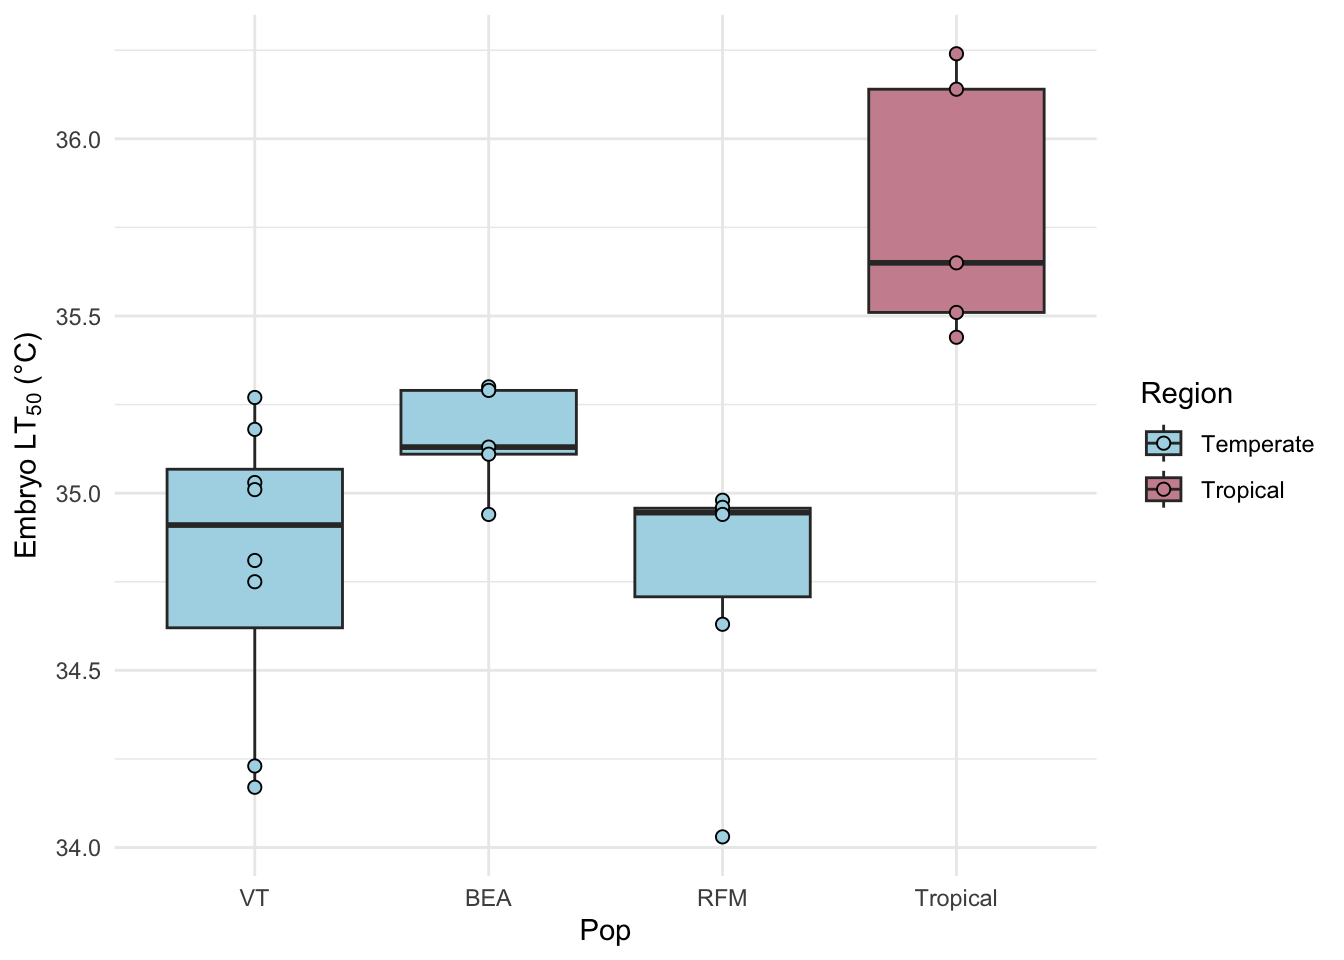 Embryo LT₅₀ (°C)
36.0
35.5
35.0
34.5
34.0
VT BEA RFM Tropical
Pop
Region
Temperate
Tropical